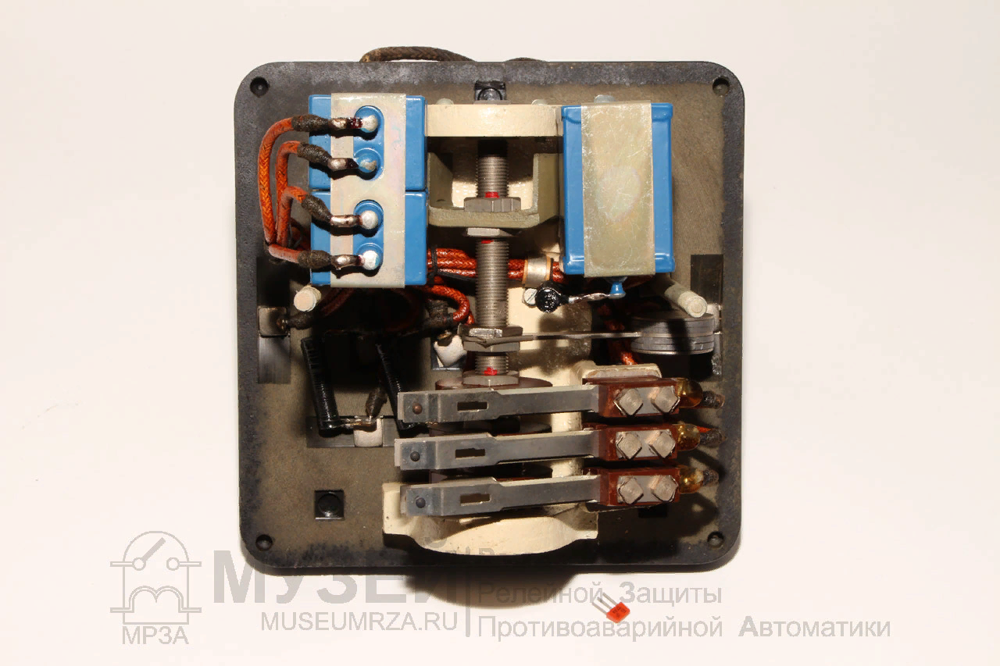 МУЗЕЙ
Релейной Защиты
MUSEUMRZA.RU
Противоаварийной Автоматики
МРЗА